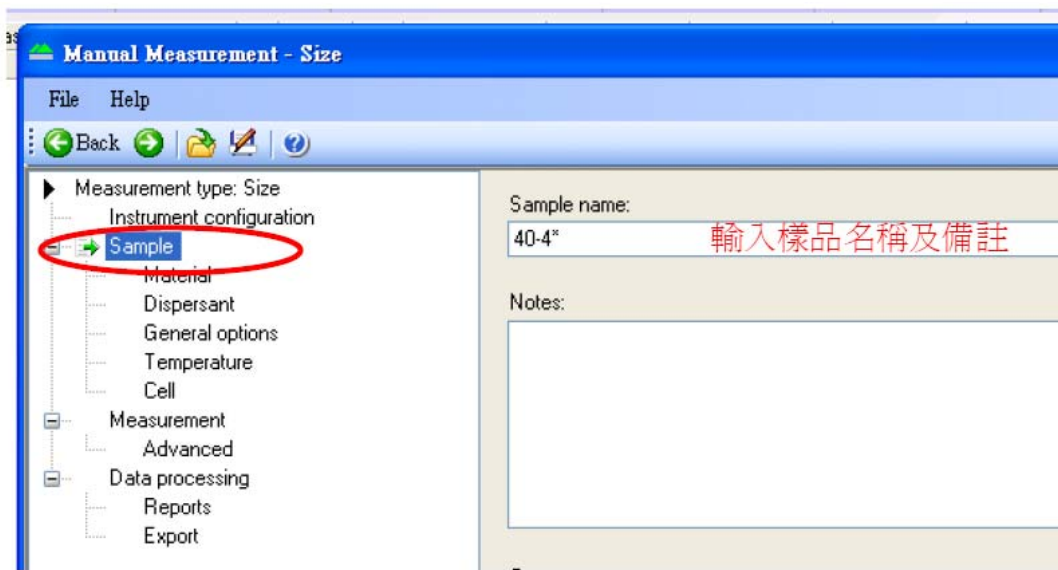 Manual Measurement - Size
File Help
Back
Measurement type: Size
Instrument configuration
Sample
Material
Dispersant
General options
Temperature
Cell
Measurement
Advanced
Data processing
Reports
Export
Sample name:
40-4* 輸入樣品名稱及備註
Notes: